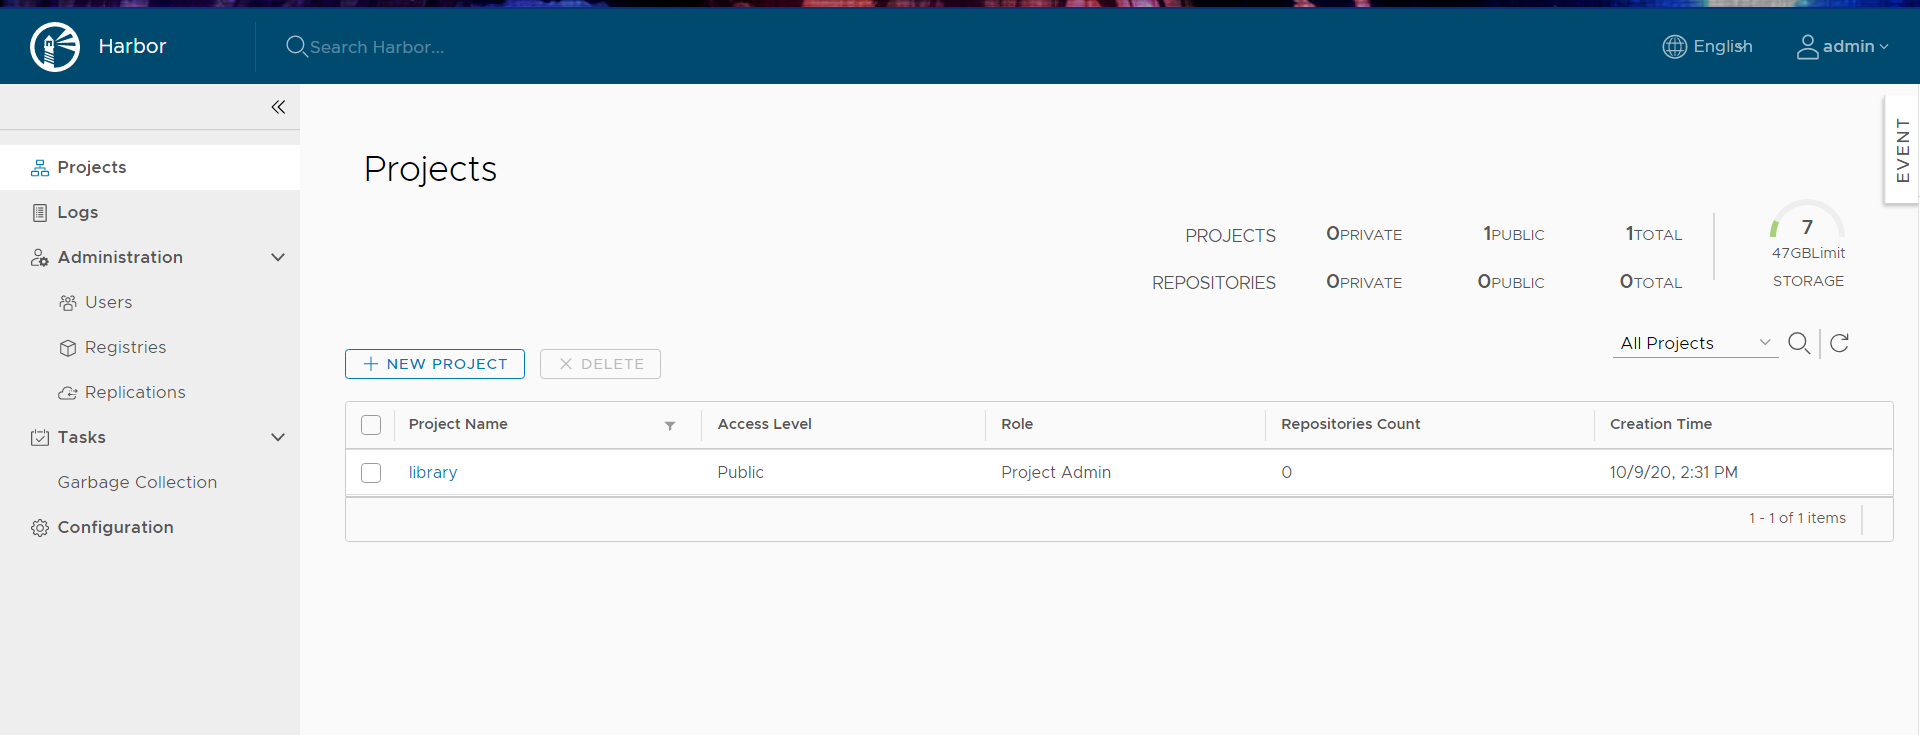 Harbor
Search Harbor...
English
admin
EVENT
Projects
Logs
Administration
Users
Registries
Replications
Tasks
Garbage Collection
Configuration
Projects
PROJECTS 0PRIVATE 1PUBLIC 1TOTAL
REPOSITORIES 0PRIVATE 0PUBLIC 0TOTAL
7
47GBLimit
STORAGE
All Projects
NEW PROJECT
DELETE
Project Name Access Level Role Repositories Count Creation Time
library Public Project Admin 0 10/9/20, 2:31 PM
1 - 1 of 1 items